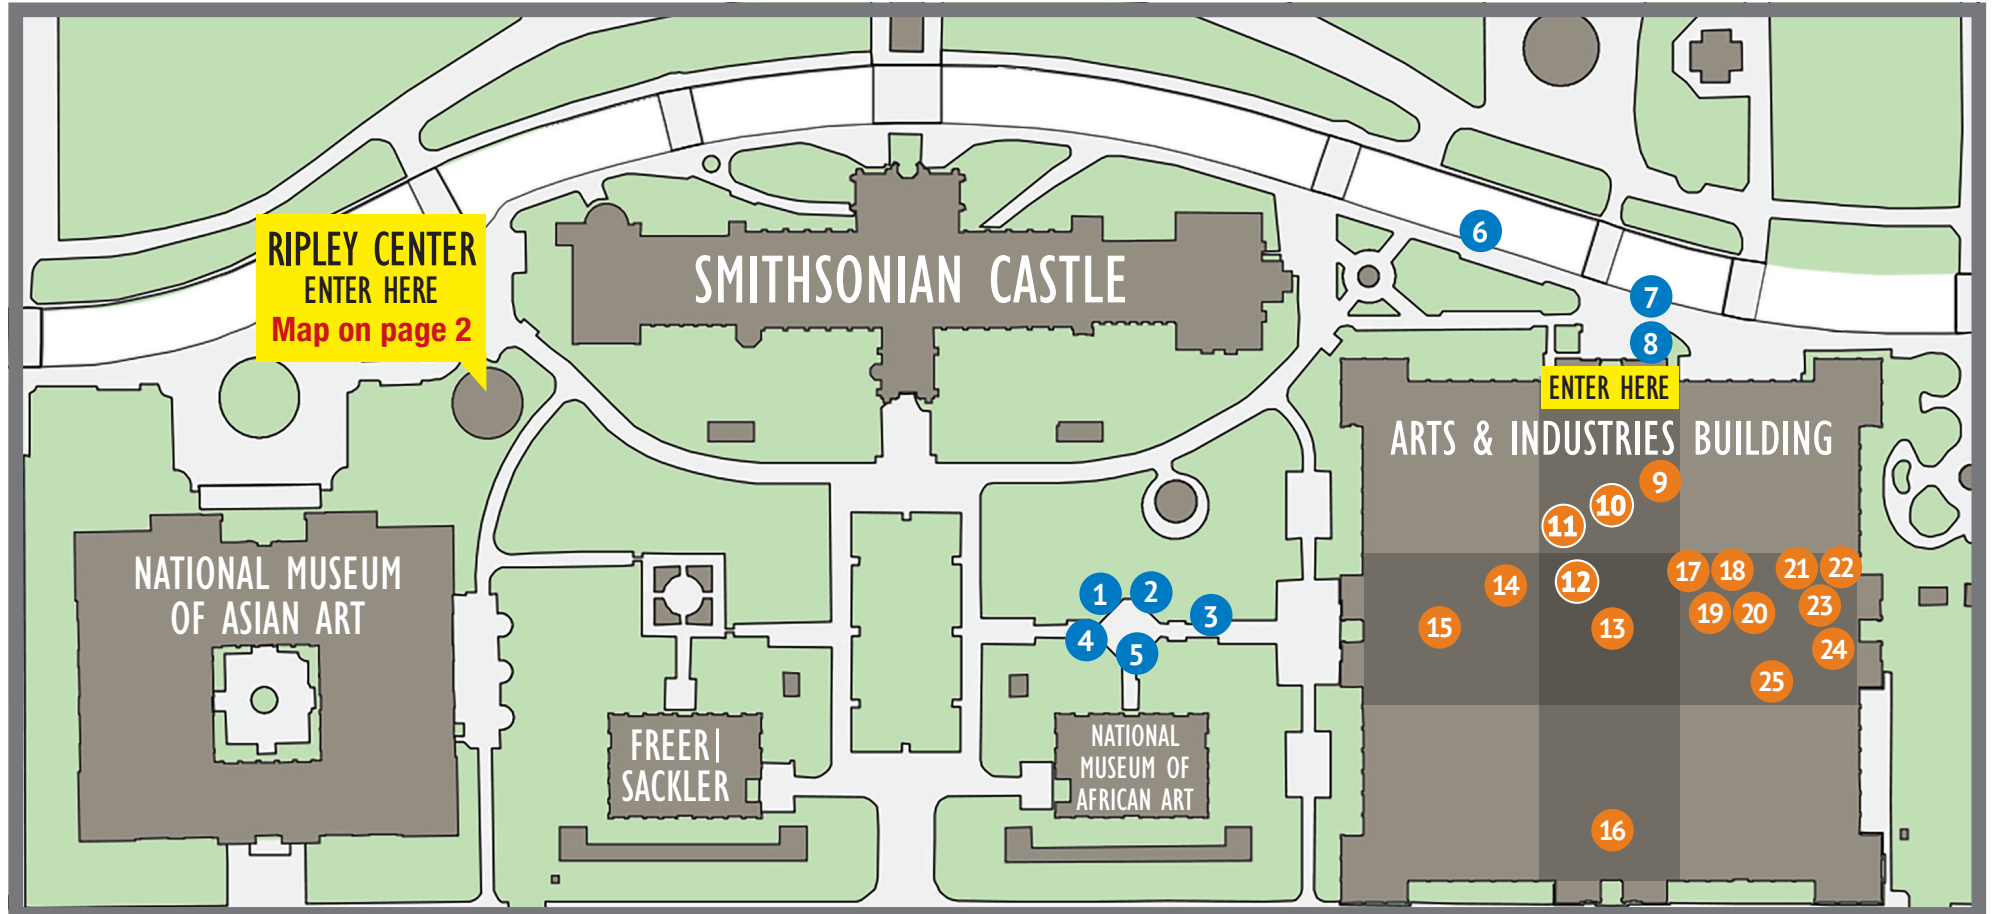 RIPLEY CENTER
ENTER HERE
Map on page 2
SMITHSONIAN CASTLE
6
7
8
ENTER HERE
ARTS & INDUSTRIES BUILDING
9
10
11
12
13
14
15
16
17
18
19
20
21
22
23
24
25
NATIONAL MUSEUM
OF ASIAN ART
1
2
3
4
5
FREER|
SACKLER
NATIONAL
MUSEUM OF
AFRICAN ART